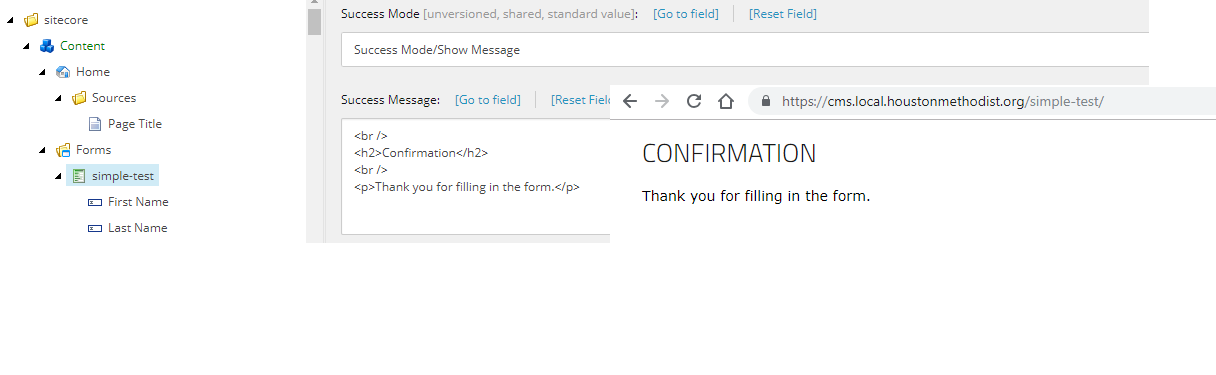 sitecore
Content
Home
Sources
Page Title
Forms
simple-test
First Name
Last Name
Success Mode [unversioned, shared, standard value]: [Go to field] [Reset Field]
Success Mode/Show Message
Success Message: [Go to field] [Reset Fiel
<br />
<h2>Confirmation</h2>
<br />
<p>Thank you for filling in the form.</p>
https://cms.local.houstonmethodist.org/simple-test/
CONFIRMATION
Thank you for filling in the form.